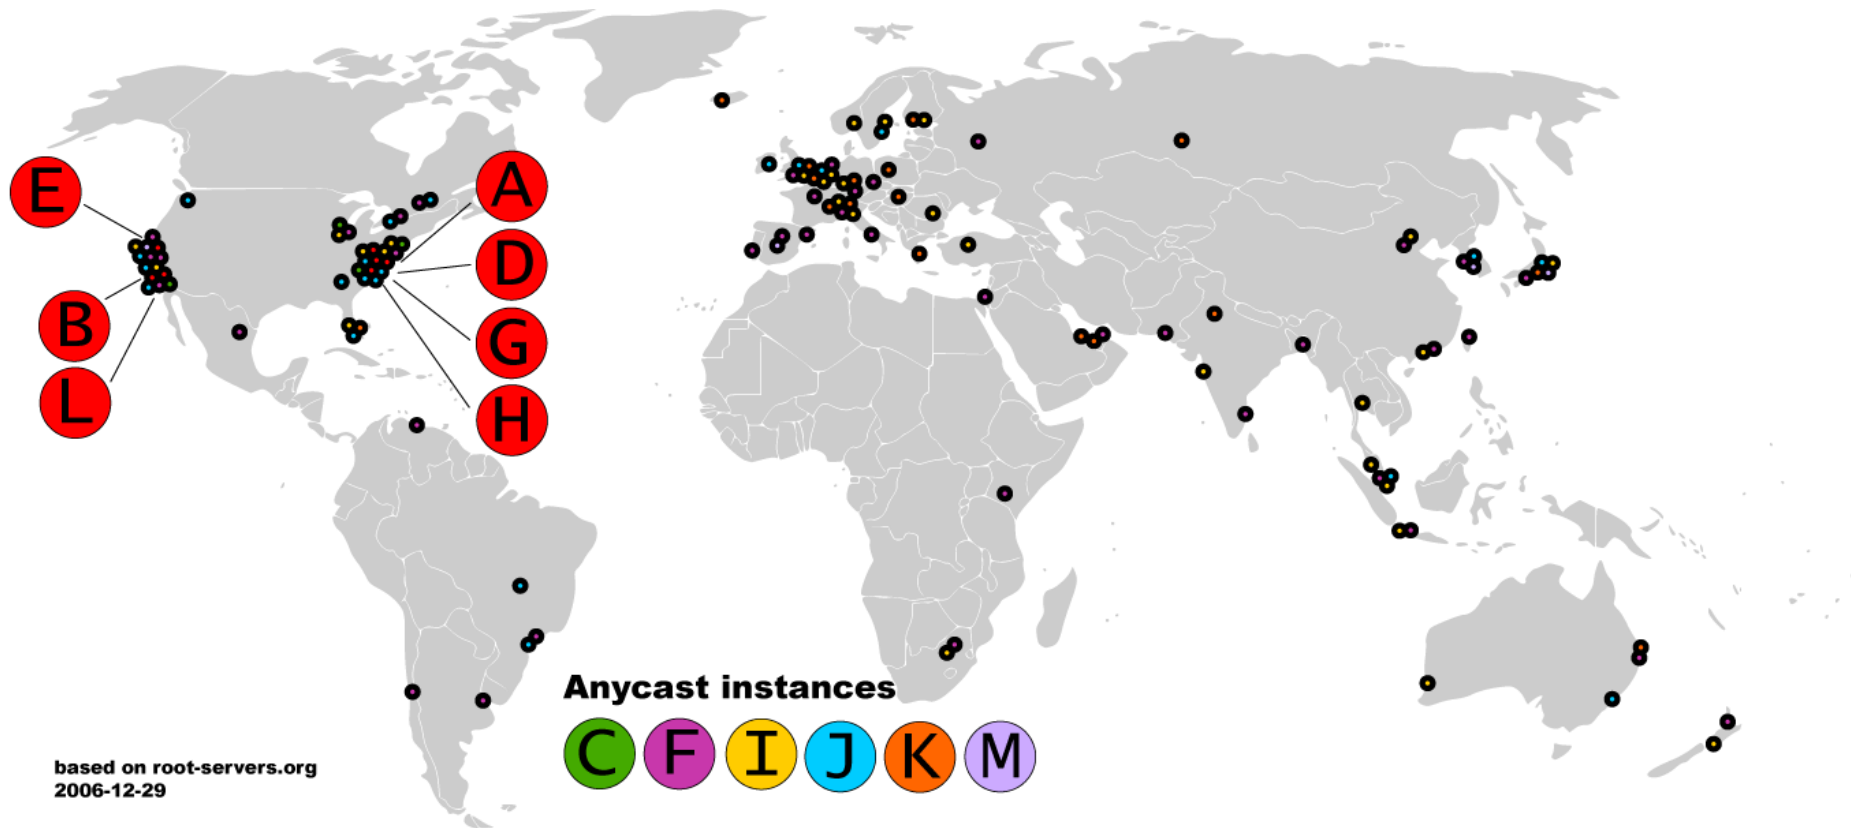 E
B
L
A
D
G
H
Anycast instances
C F I J K M
based on root-servers.org
2006-12-29